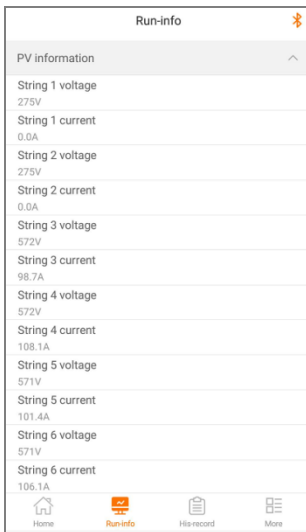 Run-info
PV information
String 1 voltage
275V
String 1 current
0.0A
String 2 voltage
275V
String 2 current
0.0A
String 3 voltage
572V
String 3 current
98.7A
String 4 voltage
572V
String 4 current
108.1A
String 5 voltage
571V
String 5 current
101.4A
String 6 voltage
571V
String 6 current
106.1A
Home Run-info His-record More